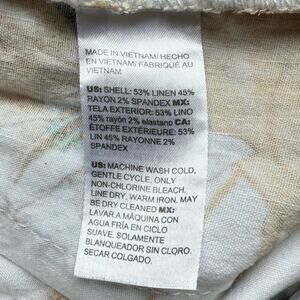 MADE IN VIETNAM/ HECHO
EN VIETNAM/ FABRIQUÉ AU
VIETNAM
US: SHELL: 53% LINEN 45%
RAYON 2% SPANDEX MX:
TELA EXTERIOR: 53% LINO
45% rayón 2% elastano CA:
ÉTOFFE EXTÉRIEURE: 53%
LIN 45% RAYONNE 2%
SPANDEX
US: MACHINE WASH COLD,
GENTLE CYCLE, ONLY
NON-CHLORINE BLEACH.
LINE DRY. WARM IRON. MAY
BE DRY CLEANED MX:
LAVAR A MÁQUINA CON
AGUA FRÍA EN CICLO
SUAVE. SOLAMENTE
BLANQUEADOR SIN CLORO.
SECAR COLGADO.